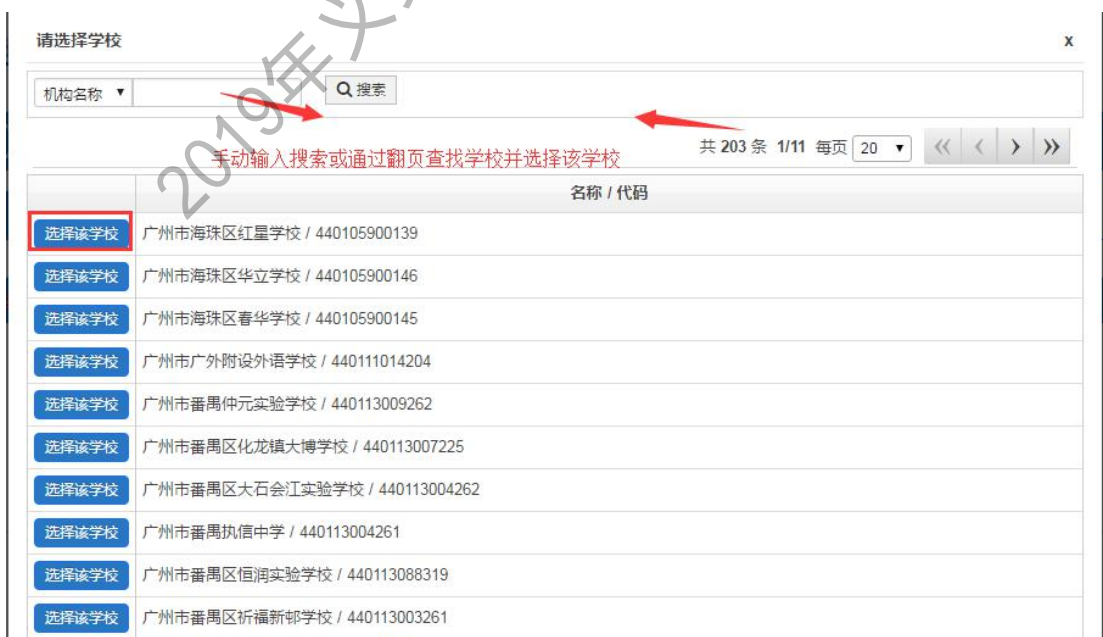 请选择学校 x
机构名称 ▼ 搜索
共 203 条 1/11 每页 20 ▼ « ‹ › »
手动输入搜索或通过翻页查找学校并选择该学校
名称 / 代码
选择该学校 广州市海珠区红星学校 / 440105900139
选择该学校 广州市海珠区华立学校 / 440105900146
选择该学校 广州市海珠区春华学校 / 440105900145
选择该学校 广州市广外附设外语学校 / 440111014204
选择该学校 广州市番禺仲元实验学校 / 440113009262
选择该学校 广州市番禺区化龙镇大博学校 / 440113007225
选择该学校 广州市番禺区大石会江实验学校 / 440113004262
选择该学校 广州市番禺执信中学 / 440113004261
选择该学校 广州市番禺区恒润实验学校 / 440113088319
选择该学校 广州市番禺区祈福新邨学校 / 440113003261
2019年义